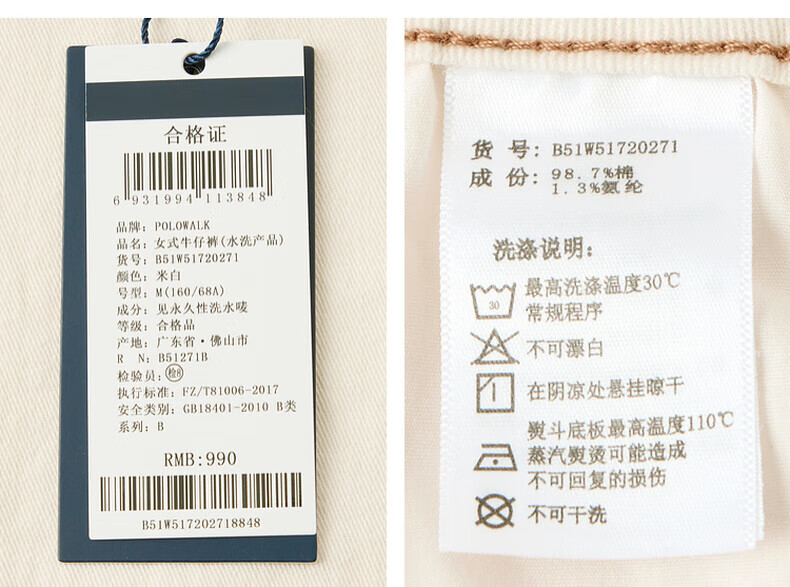 合格证
6 931994 113848
品牌: POLOWALK
品名: 女式牛仔裤(水洗产品)
货号: B51W51720271
颜色: 米白
号型: M(160/68A)
成分: 见永久性洗水唛
等级: 合格品
产地: 广东省·佛山市
R N: B51271B
检验员: 检8
执行标准: FZ/T81006-2017
安全类别: GB18401-2010 B类
系列: B
RMB:990
B51W517202718848
货 号: B51W51720271
成 份: 98.7%棉
1.3%氨纶
洗涤说明:
30
最高洗涤温度30℃
常规程序
不可漂白
在阴凉处悬挂晾干
熨斗底板最高温度110℃
蒸汽熨烫可能造成
不可回复的损伤
不可干洗